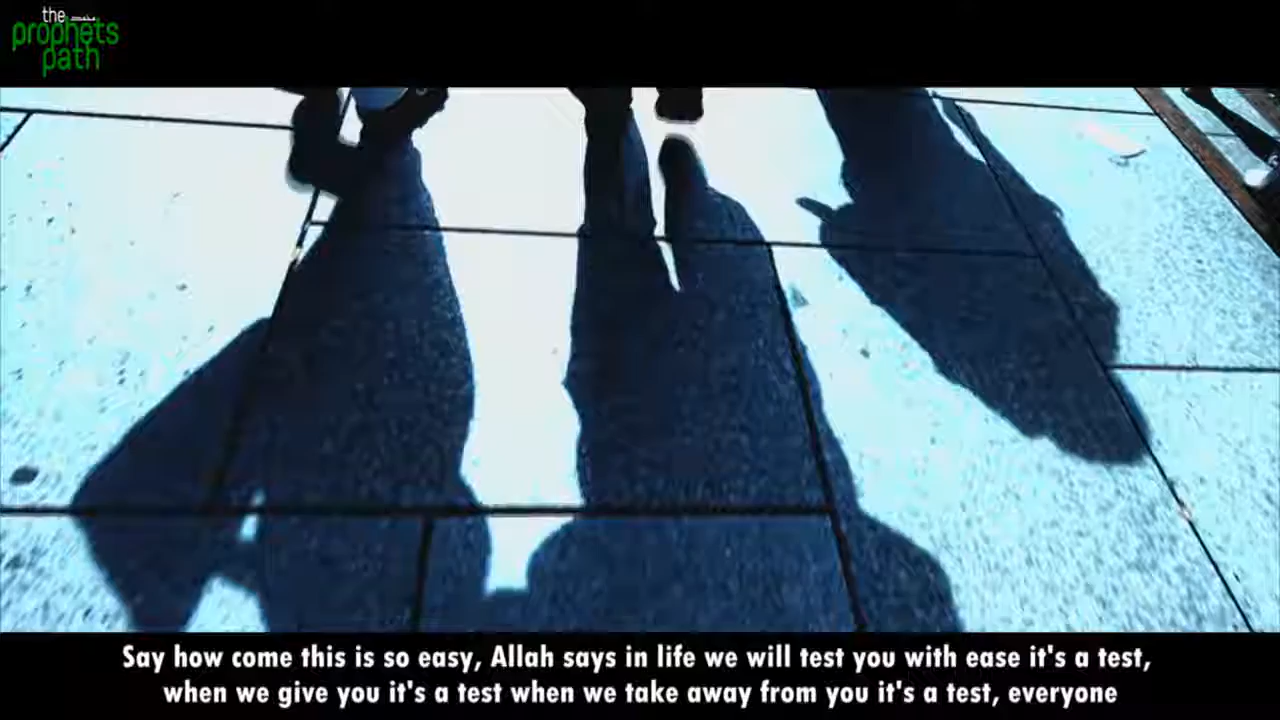 the
prophets
path
Say how come this is so easy, Allah says in life we will test you with ease it's a test,
when we give you it's a test when we take away from you it's a test, everyone